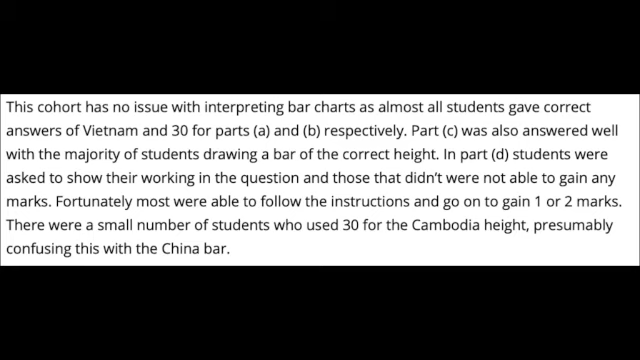 This cohort has no issue with interpreting bar charts as almost all students gave correct
answers of Vietnam and 30 for parts (a) and (b) respectively. Part (c) was also answered well
with the majority of students drawing a bar of the correct height. In part (d) students were
asked to show their working in the question and those that didn't were not able to gain any
marks. Fortunately most were able to follow the instructions and go on to gain 1 or 2 marks.
There were a small number of students who used 30 for the Cambodia height, presumably
confusing this with the China bar.